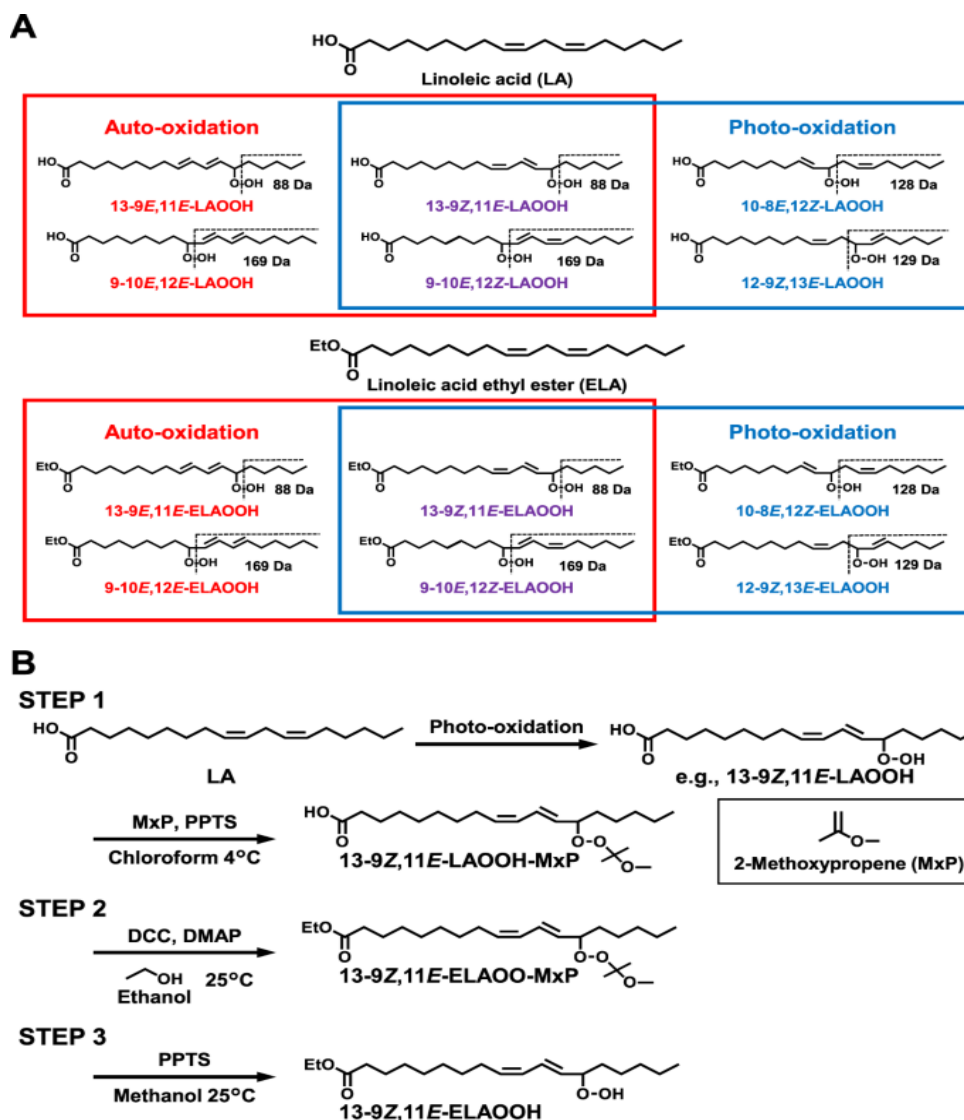 A
HO
O
Linoleic acid (LA)
Auto-oxidation
Photo-oxidation
HO
O
O-OH
88 Da
13-9E,11E-LAOOH
HO
O
O-OH
88 Da
13-9Z,11E-LAOOH
HO
O
O-OH
128 Da
10-8E,12Z-LAOOH
HO
O
O-OH
169 Da
9-10E,12E-LAOOH
HO
O
O-OH
169 Da
9-10E,12Z-LAOOH
HO
O
O-OH
129 Da
12-9Z,13E-LAOOH
EtO
O
Linoleic acid ethyl ester (ELA)
Auto-oxidation
Photo-oxidation
EtO
O
O-OH
88 Da
13-9E,11E-ELAOOH
EtO
O
O-OH
88 Da
13-9Z,11E-ELAOOH
EtO
O
O-OH
128 Da
10-8E,12Z-ELAOOH
EtO
O
O-OH
169 Da
9-10E,12E-ELAOOH
EtO
O
O-OH
169 Da
9-10E,12Z-ELAOOH
EtO
O
O-OH
129 Da
12-9Z,13E-ELAOOH
B
STEP 1
HO
O
LA
Photo-oxidation
HO
O
O-OH
e.g., 13-9Z,11E-LAOOH
MxP, PPTS
Chloroform 4°C
HO
O
O-O
O
13-9Z,11E-LAOOH-MxP
O
2-Methoxypropene (MxP)
STEP 2
DCC, DMAP
OH
25°C
Ethanol
EtO
O
O-O
O
13-9Z,11E-ELAOO-MxP
STEP 3
PPTS
Methanol 25°C
EtO
O
O-OH
13-9Z,11E-ELAOOH